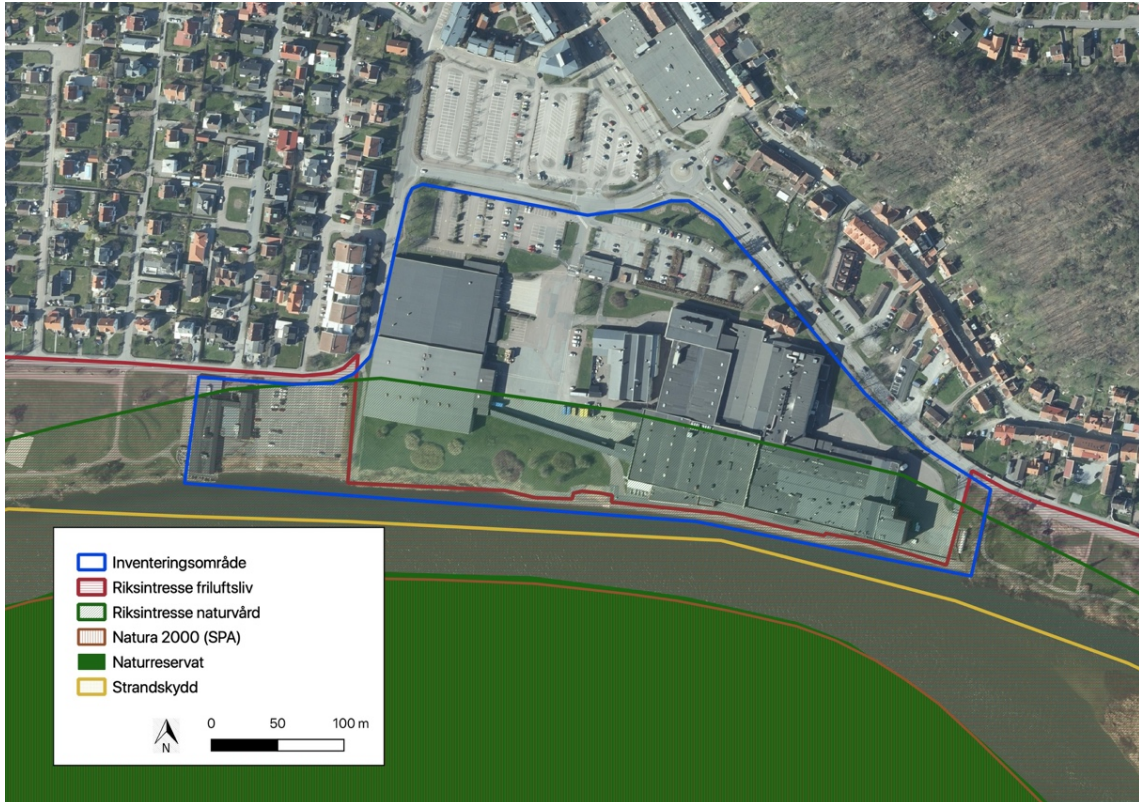 Inventeringsområde
Riksintresse friluftsliv
Riksintresse naturvård
Natura 2000 (SPA)
Naturreservat
Strandskydd
0 50 100 m
N